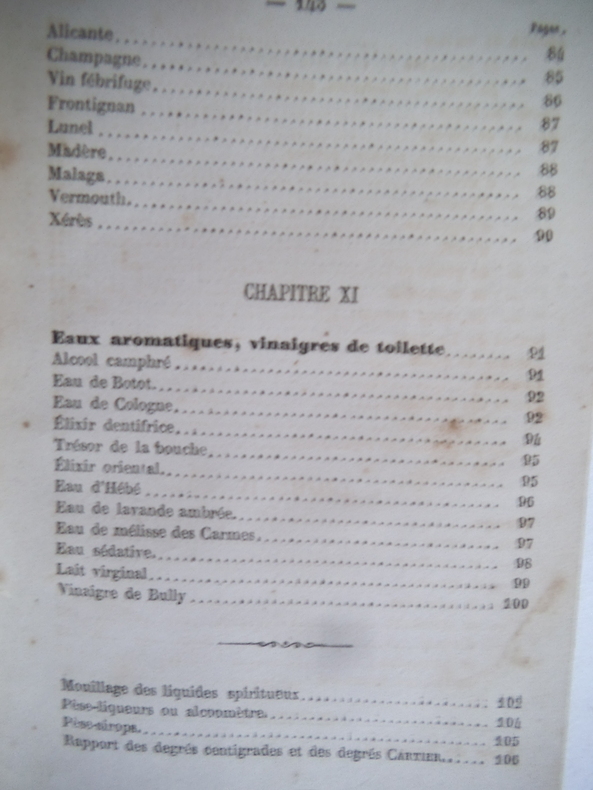 — 143 —
Pages.
Alicante 84
Champagne 85
Vin fébrifuge 86
Frontignan 87
Lunel 87
Madère 88
Malaga 88
Vermouth 89
Xérès 90
CHAPITRE XI
Eaux aromatiques, vinaigres de toilette 91
Alcool camphré 91
Eau de Botot 92
Eau de Cologne 92
Élixir dentifrice 94
Trésor de la bouche 95
Élixir oriental 95
Eau d'Hébé 96
Eau de lavande ambrée 97
Eau de mélisse des Carmes 97
Eau sédative 98
Lait virginal 99
Vinaigre de Bully 100
Mouillage des liquides spiritueux 102
Pèse-liqueurs ou alcoomètre 104
Pèse-sirops 105
Rapport des degrés centigrades et des degrés CARTIER 106